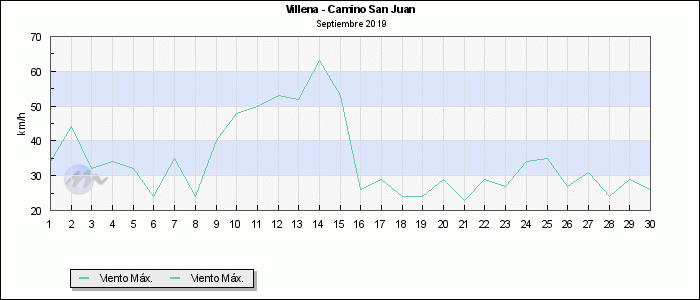 Villena - Camino San Juan
Septiembre 2019
70
60
50
40
30
20
km/h
1 2 3 4 5 6 7 8 9 10 11 12 13 14 15 16 17 18 19 20 21 22 23 24 25 26 27 28 29 30
Viento Máx. Viento Máx.